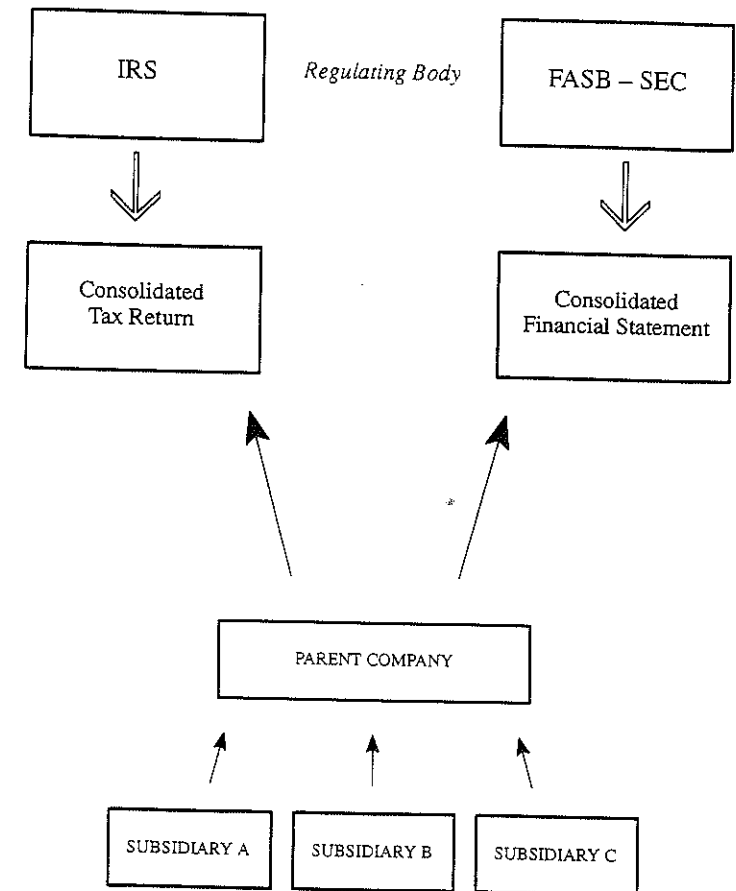 IRS
Regulating Body
FASB – SEC
Consolidated
Tax Return
Consolidated
Financial Statement
PARENT COMPANY
SUBSIDIARY A
SUBSIDIARY B
SUBSIDIARY C